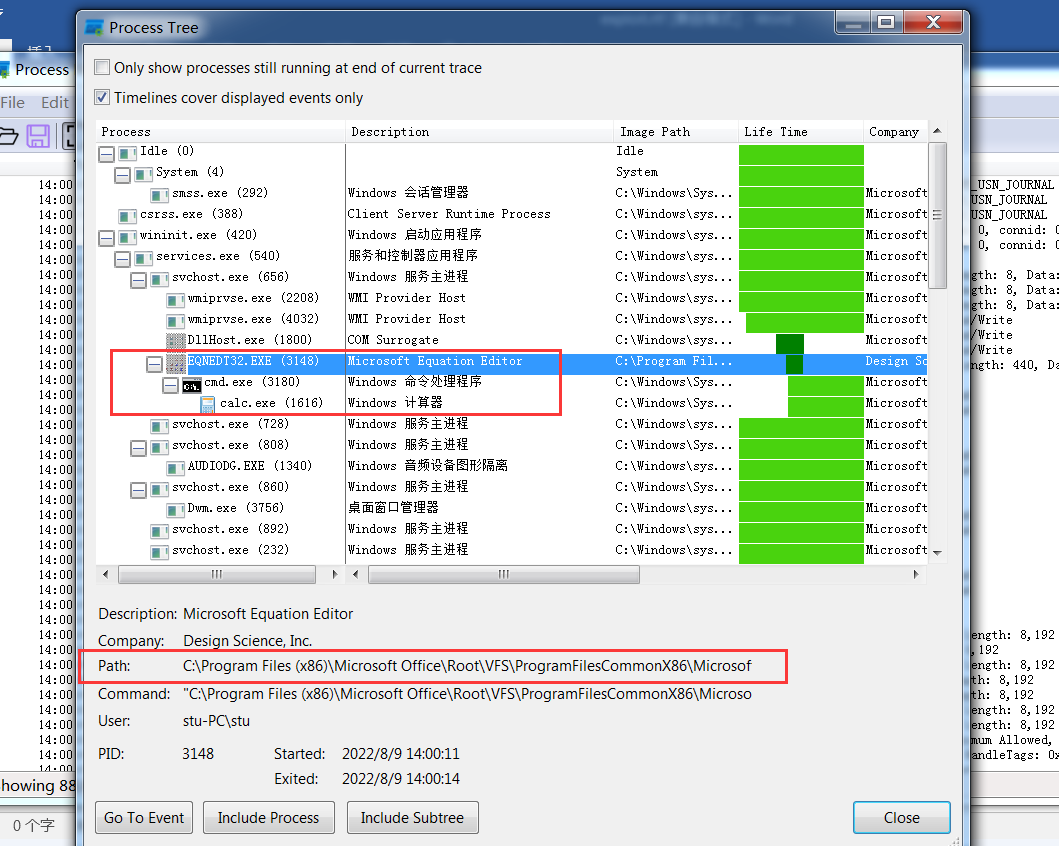 Process Tree
插入
Process
File Edit
Only show processes still running at end of current trace
Timelines cover displayed events only
Process Description Image Path Life Time Company
Idle (0) Idle
System (4) System
smss.exe (292) Windows 会话管理器 C:\Windows\Sys... Microsoft
csrss.exe (388) Client Server Runtime Process C:\Windows\Sys... Microsoft
wininit.exe (420) Windows 启动应用程序 C:\Windows\Sys... Microsoft
services.exe (540) 服务和控制器应用程序 C:\Windows\Sys... Microsoft
svchost.exe (656) Windows 服务主进程 C:\Windows\Sys... Microsoft
wmiprvse.exe (2208) WMI Provider Host C:\Windows\sys... Microsoft
wmiprvse.exe (4032) WMI Provider Host C:\Windows\sys... Microsoft
DllHost.exe (1800) COM Surrogate C:\Windows\sys... Microsoft
EQNEDT32.EXE (3148) Microsoft Equation Editor C:\Program Fil... Design Sc
cmd.exe (3180) Windows 命令处理程序 C:\Windows\Sys... Microsoft
calc.exe (1616) Windows 计算器 C:\Windows\Sys... Microsoft
svchost.exe (728) Windows 服务主进程 C:\Windows\Sys... Microsoft
svchost.exe (808) Windows 服务主进程 C:\Windows\Sys... Microsoft
AUDIODG.EXE (1340) Windows 音频设备图形隔离 C:\Windows\sys... Microsoft
svchost.exe (860) Windows 服务主进程 C:\Windows\Sys... Microsoft
Dwm.exe (3756) 桌面窗口管理器 C:\Windows\sys... Microsoft
svchost.exe (892) Windows 服务主进程 C:\Windows\sys... Microsoft
svchost.exe (232) Windows 服务主进程 C:\Windows\sys... Microsoft
Description: Microsoft Equation Editor
Company: Design Science, Inc.
Path: C:\Program Files (x86)\Microsoft Office\Root\VFS\ProgramFilesCommonX86\Microsof
Command: "C:\Program Files (x86)\Microsoft Office\Root\VFS\ProgramFilesCommonX86\Microso
User: stu-PC\stu
PID: 3148 Started: 2022/8/9 14:00:11
Exited: 2022/8/9 14:00:14
Go To Event Include Process Include Subtree Close
howing 88
0 个字